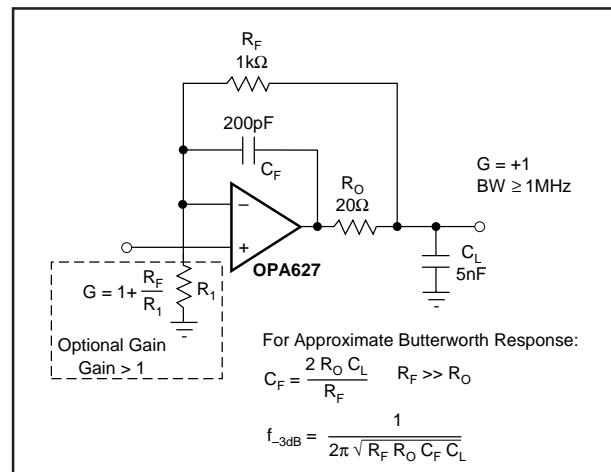 R_F
1kΩ
200pF
C_F
R_O
20Ω
G = +1
BW ≥ 1MHz
–
+
OPA627
C_L
5nF
G = 1+ R_F/R_1
R_1
Optional Gain
Gain > 1
For Approximate Butterworth Response:
C_F = 2 R_O C_L / R_F    R_F >> R_O
f_–3dB = 1 / 2π √(R_F R_O C_F C_L)